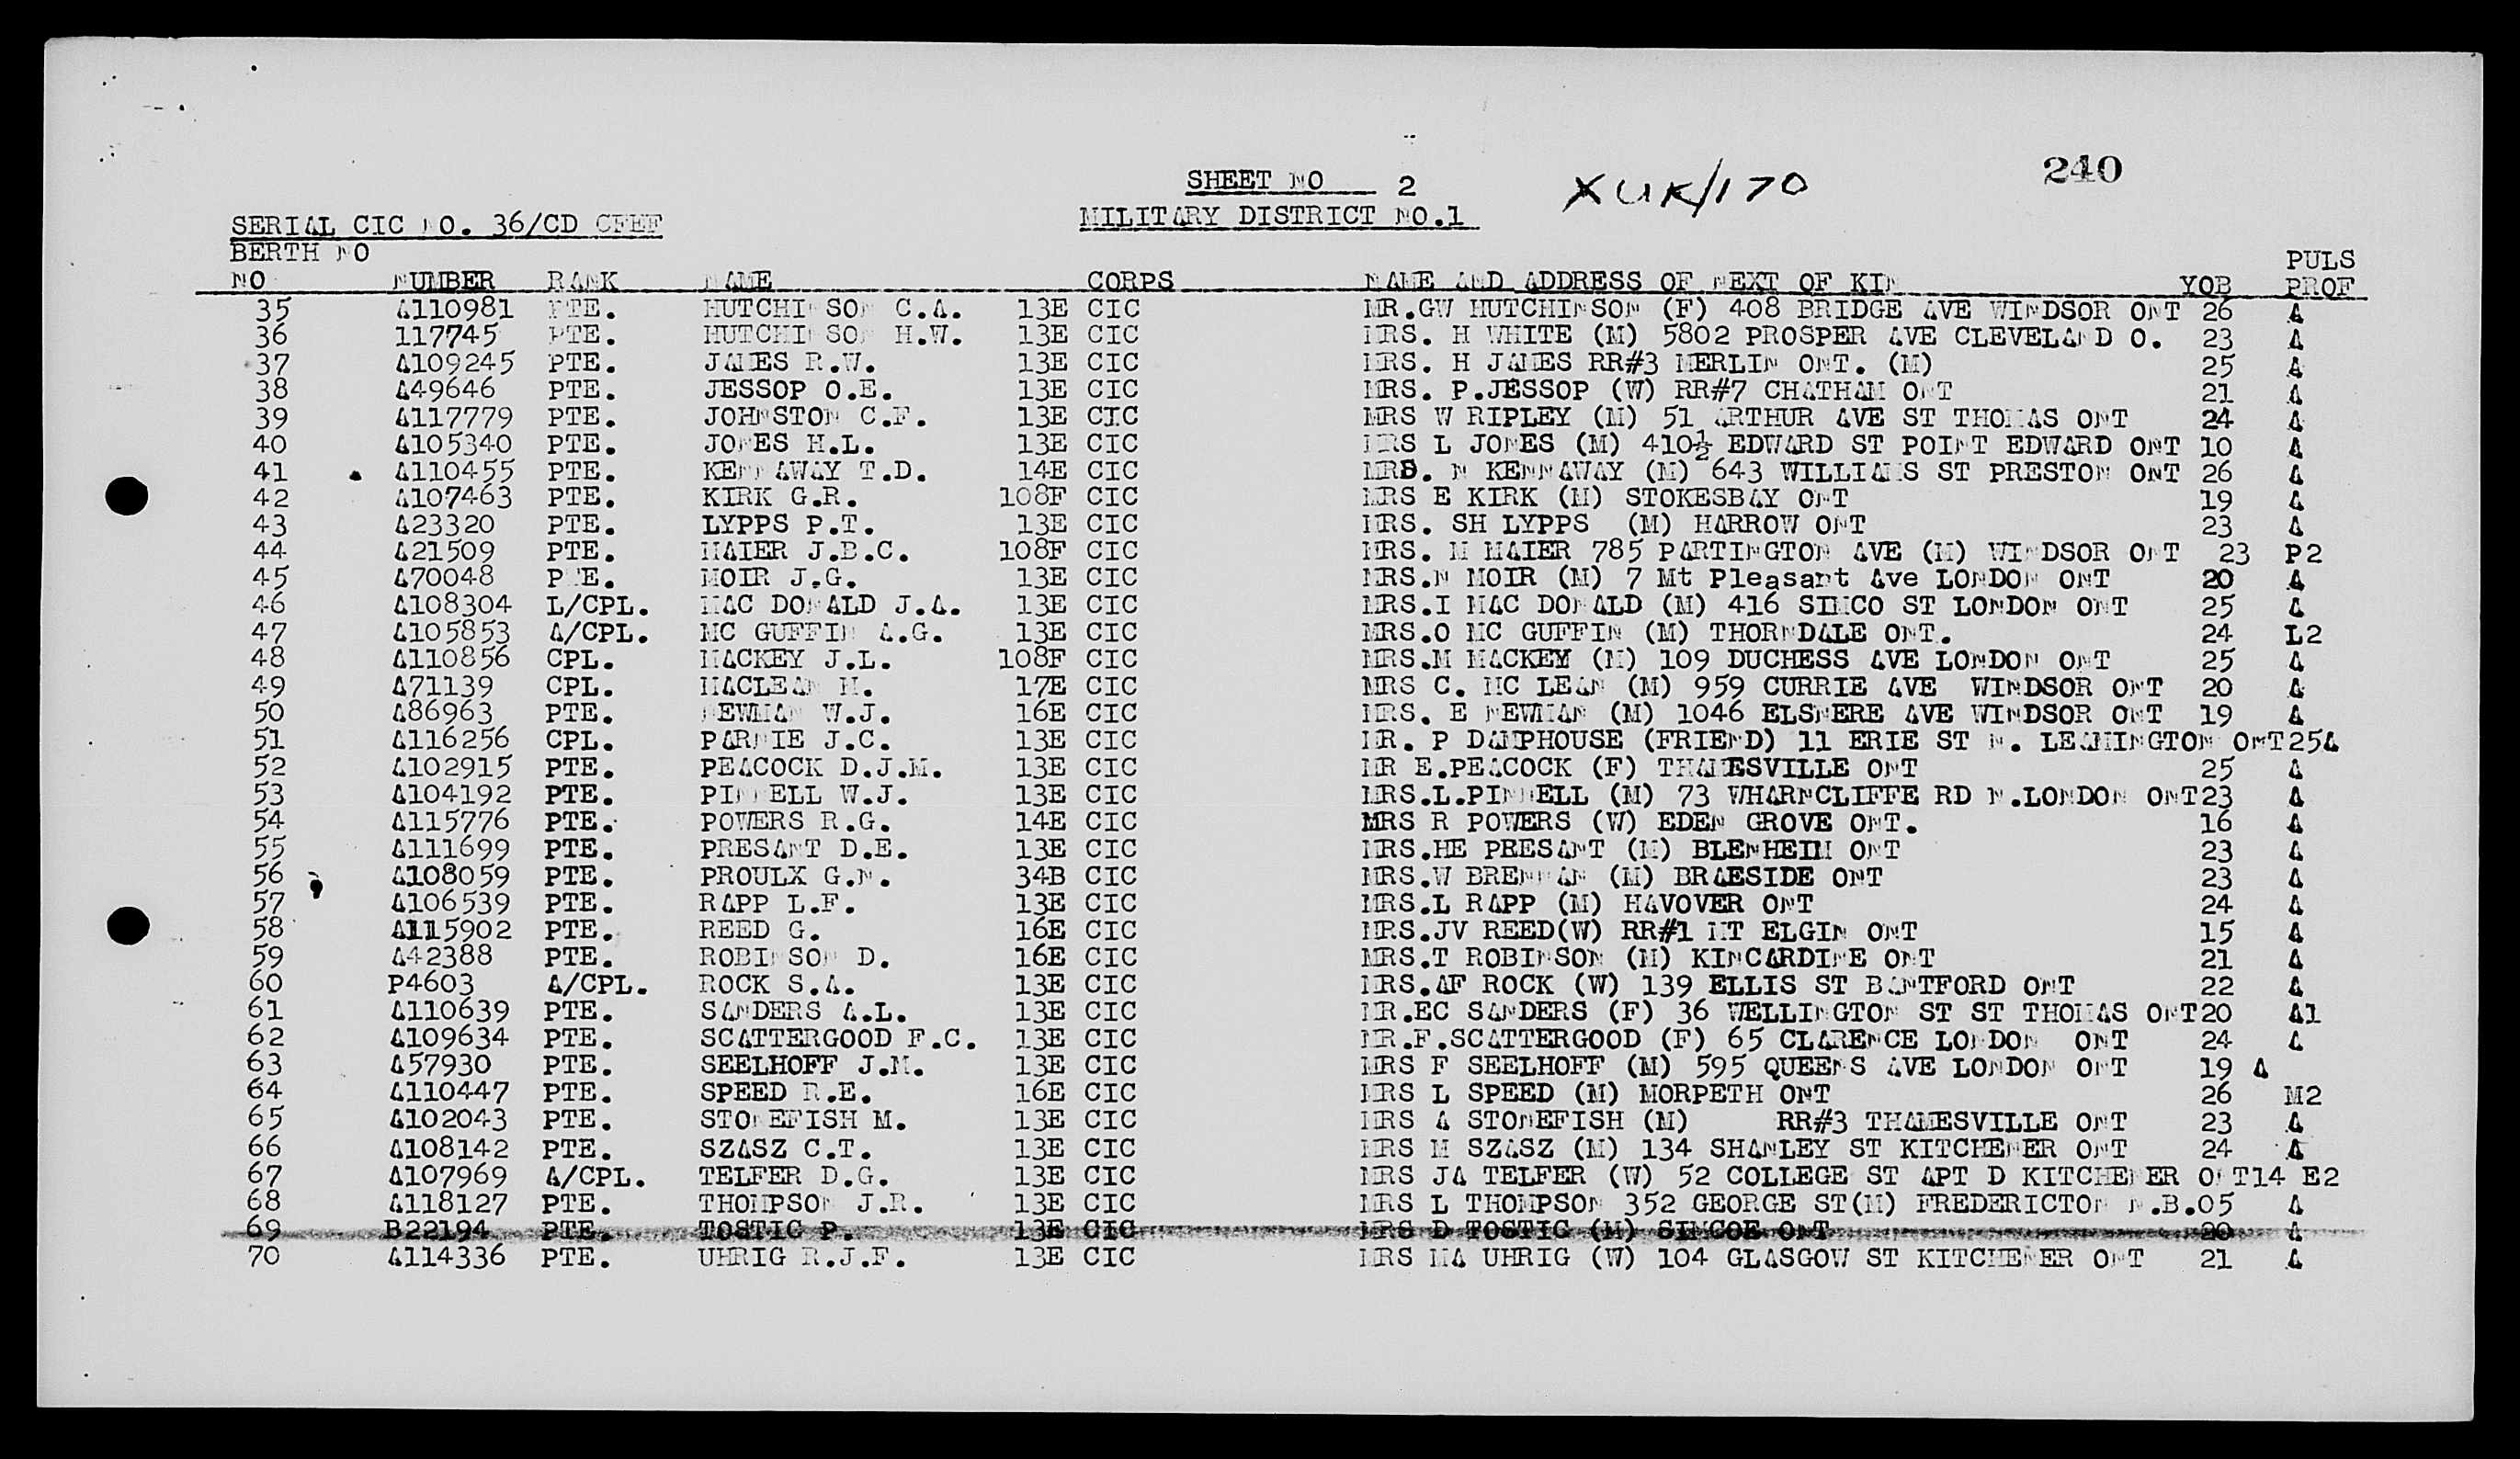 240
SHEET NO 2 XUK/170
SERIAL CIC NO. 36/CD CFEF MILITARY DISTRICT NO.1
BERTH NO PULS
NO NUMBER RANK NAME CORPS NAME AND ADDRESS OF NEXT OF KIN YOB PROF
35 A110981 PTE. HUTCHINSON C.A. 13E CIC MR.GW HUTCHINSON (F) 408 BRIDGE AVE WINDSOR ONT 26 A
36 117745 PTE. HUTCHINSON H.W. 13E CIC MRS. H WHITE (M) 5802 PROSPER AVE CLEVELAND O. 23 A
37 A109245 PTE. JAMES R.W. 13E CIC MRS. H JAMES RR#3 MERLIN ONT. (M) 25 A
38 A49646 PTE. JESSOP O.E. 13E CIC MRS. P.JESSOP (W) RR#7 CHATHAM ONT 21 A
39 A117779 PTE. JOHNSTON C.F. 13E CIC MRS W RIPLEY (M) 51 ARTHUR AVE ST THOMAS ONT 24 A
40 A105340 PTE. JONES H.L. 13E CIC MRS L JONES (M) 410½ EDWARD ST POINT EDWARD ONT 10 A
41 A110455 PTE. KENNAWAY T.D. 14E CIC MRS. N KENNAWAY (M) 643 WILLIAMS ST PRESTON ONT 26 A
42 A107463 PTE. KIRK G.R. 108F CIC MRS E KIRK (M) STOKESBAY ONT 19 A
43 A23320 PTE. LYPPS P.T. 13E CIC MRS. SH LYPPS (M) HARROW ONT 23 A
44 A21509 PTE. MAIER J.B.C. 108F CIC MRS. M MAIER 785 PARTINGTON AVE (M) WINDSOR ONT 23 P2
45 A70048 PTE. MOIR J.G. 13E CIC MRS.N MOIR (M) 7 Mt Pleasant Ave LONDON ONT 20 A
46 A108304 L/CPL. MAC DONALD J.A. 13E CIC MRS.I MAC DONALD (M) 416 SIMCO ST LONDON ONT 25 A
47 A105853 A/CPL. MC GUFFIN A.G. 13E CIC MRS.O MC GUFFIN (M) THORNDALE ONT. 24 L2
48 A110856 CPL. MACKEY J.L. 108F CIC MRS.M MACKEY (M) 109 DUCHESS AVE LONDON ONT 25 A
49 A71139 CPL. MACLEAN H. 17E CIC MRS C. MC LEAN (M) 959 CURRIE AVE WINDSOR ONT 20 A
50 A86963 PTE. NEWMAN W.J. 16E CIC MRS. E NEWMAN (M) 1046 ELSMERE AVE WINDSOR ONT 19 A
51 A116256 CPL. PARNIE J.C. 13E CIC MR. P DAMPHOUSE (FRIEND) 11 ERIE ST N. LEAMINGTON ONT25A
52 A102915 PTE. PEACOCK D.J.M. 13E CIC MR E.PEACOCK (F) THAMESVILLE ONT 25 A
53 A104192 PTE. PINNELL W.J. 13E CIC MRS.L.PINNELL (M) 73 WHARNCLIFFE RD N.LONDON ONT23 A
54 A115776 PTE. POWERS R.G. 14E CIC MRS R POWERS (W) EDEN GROVE ONT. 16 A
55 A111699 PTE. PRESANT D.E. 13E CIC MRS.HE PRESANT (M) BLENHEIM ONT 23 A
56 A108059 PTE. PROULX G.N. 34B CIC MRS.W BRENNAN (M) BRAESIDE ONT 23 A
57 A106539 PTE. RAPP L.F. 13E CIC MRS.L RAPP (M) HAVOVER ONT 24 A
58 A115902 PTE. REED G. 16E CIC MRS.JV REED(W) RR#1 MT ELGIN ONT 15 A
59 A42388 PTE. ROBINSON D. 16E CIC MRS.T ROBINSON (M) KINCARDINE ONT 21 A
60 P4603 A/CPL. ROCK S.A. 13E CIC MRS.AF ROCK (W) 139 ELLIS ST BANTFORD ONT 22 A
61 A110639 PTE. SANDERS A.L. 13E CIC MR.EC SANDERS (F) 36 WELLINGTON ST ST THOMAS ONT20 A1
62 A109634 PTE. SCATTERGOOD F.C. 13E CIC MR.F.SCATTERGOOD (F) 65 CLARENCE LONDON ONT 24 A
63 A57930 PTE. SEELHOFF J.M. 13E CIC MRS F SEELHOFF (M) 595 QUEENS AVE LONDON ONT 19 A
64 A110447 PTE. SPEED R.E. 16E CIC MRS L SPEED (M) MORPETH ONT 26 M2
65 A102043 PTE. STONEFISH M. 13E CIC MRS A STONEFISH (M) RR#3 THAMESVILLE ONT 23 A
66 A108142 PTE. SZASZ C.T. 13E CIC MRS M SZASZ (M) 134 SHANLEY ST KITCHENER ONT 24 A
67 A107969 A/CPL. TELFER D.G. 13E CIC MRS JA TELFER (W) 52 COLLEGE ST APT D KITCHENER ONT14 E2
68 A118127 PTE. THOMPSON J.R. 13E CIC MRS L THOMPSON 352 GEORGE ST(M) FREDERICTON N.B.05 A
69 B22194 PTE. TOSTIC P. 13E CIC MRS D TOSTIC (M) SIMCOE ONT 20 A
70 A114336 PTE. UHRIG R.J.F. 13E CIC MRS MA UHRIG (W) 104 GLASGOW ST KITCHENER ONT 21 A